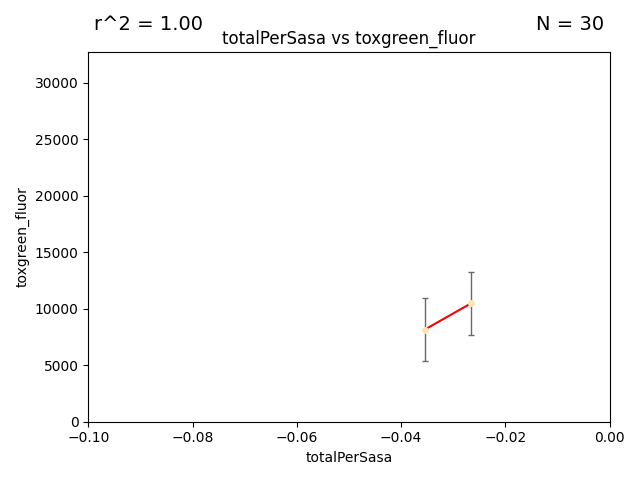 r^2 = 1.00
N = 30
totalPerSasa vs toxgreen_fluor
30000
25000
20000
15000
10000
5000
0
toxgreen_fluor
−0.10
−0.08
−0.06
−0.04
−0.02
0.00
totalPerSasa